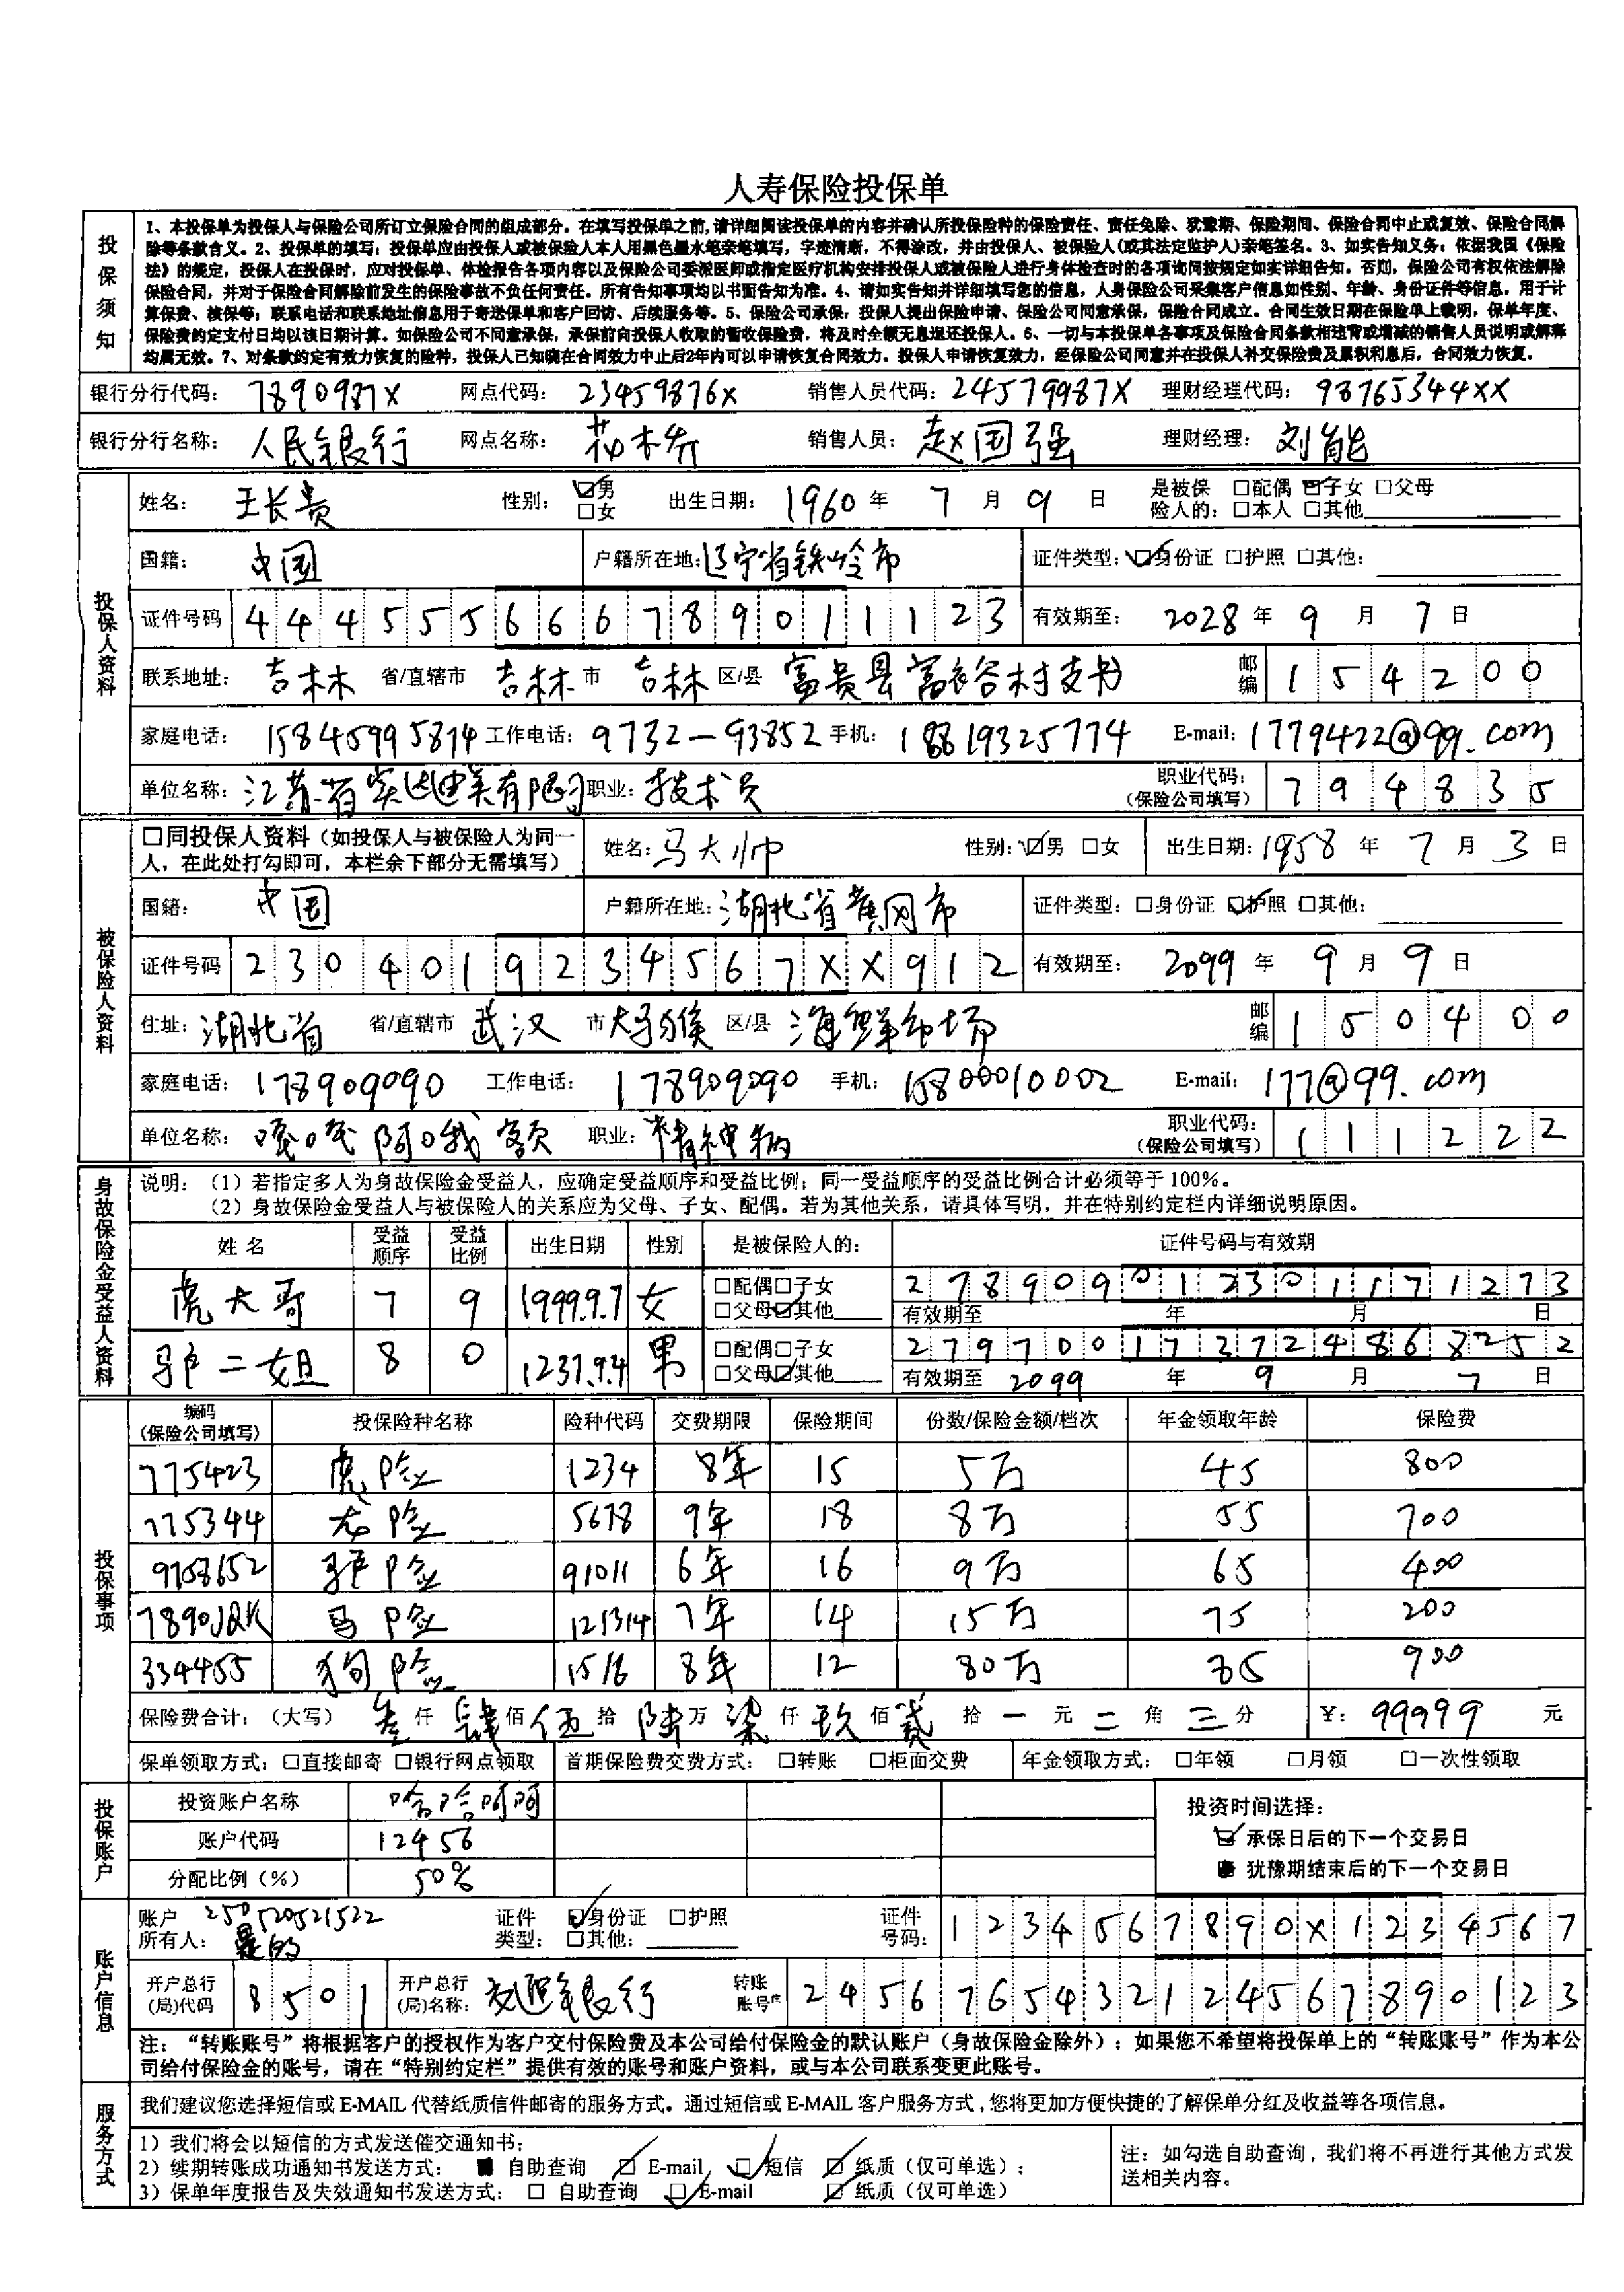 人寿保险投保单
投保须知
1、本投保单为投保人与保险公司所订立保险合同的组成部分。在填写投保单之前,请详细阅读投保单的内容并确认所投保险种的保险责任、责任免除、犹豫期、保险期间、保险合同中止或复效、保险合同解
除等条款含义。2、投保单的填写：投保单应由投保人或被保险人本人用黑色墨水笔亲笔填写，字迹清晰，不得涂改，并由投保人、被保险人(或其法定监护人)亲笔签名。3、如实告知义务：依据我国《保险
法》的规定，投保人在投保时，应对投保单、体检报告各项内容以及保险公司委派医师或指定医疗机构安排投保人或被保险人进行身体检查时的各项询问按规定如实详细告知。否则，保险公司有权依法解除
保险合同，并对于保险合同解除前发生的保险事故不负任何责任。所有告知事项均以书面告知为准。4、请如实告知并详细填写您的信息，人身保险公司采集客户信息如性别、年龄、身份证件等信息，用于计
算保费、核保等；联系电话和联系地址信息用于寄送保单和客户回访、后续服务等。5、保险公司承保：投保人提出保险申请、保险公司同意承保，保险合同成立。合同生效日期在保险单上载明，保单年度、
保险费约定支付日均以该日期计算。如保险公司不同意承保，承保前向投保人收取的暂收保险费，将及时全额无息退还投保人。6、一切与本投保单各事项及保险合同条款相违背或增减的销售人员说明或解释
均属无效。7、对条款约定有效力恢复的险种，投保人已知晓在合同效力中止后2年内可以申请恢复合同效力。投保人申请恢复效力，经保险公司同意并在投保人补交保险费及累积利息后，合同效力恢复。
银行分行代码： 7890987X 网点代码： 23459876X 销售人员代码： 24579987X 理财经理代码： 98765344XX
银行分行名称： 人民银行 网点名称： 花木乔 销售人员： 赵国强 理财经理： 刘能
投保人资料
姓名： 王长贵 性别： 男 女 出生日期： 1960 年 7 月 9 日 是被保险人的： 配偶 子女 父母 本人 其他
国籍： 中国 户籍所在地： 辽宁省铁岭市 证件类型： 身份证 护照 其他：
证件号码 444555666789011123 有效期至： 2028 年 9 月 7 日
联系地址： 吉林 省/直辖市 吉林 市 吉林 区/县 富贵县富裕谷村支书 邮编 154200
家庭电话： 15845995874 工作电话： 9732-93852 手机： 18819325774 E-mail: 1779422@qq.com
单位名称： 江苏省 有限 职业： 技术员 职业代码：（保险公司填写） 794835
被保险人资料
同投保人资料（如投保人与被保险人为同一人，在此处打勾即可，本栏余下部分无需填写） 姓名： 马大帅 性别： 男 女 出生日期： 1958 年 7 月 3 日
国籍： 中国 户籍所在地： 湖北省黄冈市 证件类型： 身份证 护照 其他：
证件号码 2304019234567XX912 有效期至： 2099 年 9 月 9 日
住址： 湖北省 省/直辖市 武汉 市 大马猴 区/县 海鲜市场 邮编 150400
家庭电话： 178909090 工作电话： 178909090 手机： 15800010002 E-mail: 177@qq.com
单位名称： 嘎嘎阿哦额 职业： 精神病 职业代码：（保险公司填写） 111222
身故保险金受益人资料
说明：（1）若指定多人为身故保险金受益人，应确定受益顺序和受益比例；同一受益顺序的受益比例合计必须等于100%。
（2）身故保险金受益人与被保险人的关系应为父母、子女、配偶。若为其他关系，请具体写明，并在特别约定栏内详细说明原因。
姓名 受益顺序 受益比例 出生日期 性别 是被保险人的： 证件号码与有效期
虎大哥 7 9 1999.9.7 女 配偶 子女 父母 其他 278909012301171273
有效期至 年 月 日
驴二姐 8 0 1237.9.4 男 配偶 子女 父母 其他 279700173724868252
有效期至 2099 年 9 月 7 日
投保事项
编码（保险公司填写） 投保险种名称 险种代码 交费期限 保险期间 份数/保险金额/档次 年金领取年龄 保险费
775423 虎险 1234 8年 15 5万 45 800
775344 龙险 5678 9年 18 8万 55 700
9758652 驴险 91011 6年 16 9万 65 400
7890JQK 马险 121314 7年 14 15万 75 200
334455 狗险 1516 8年 12 80万 85 900
保险费合计：（大写） 叁 仟 肆 佰 伍 拾 陆 万 柒 仟 玖 佰 贰 拾 一 元 二 角 三 分 ￥： 99999 元
保单领取方式： 直接邮寄 银行网点领取 首期保险费交费方式： 转账 柜面交费 年金领取方式： 年领 月领 一次性领取
投保账户
投资账户名称 哈哈呵呵 投资时间选择：
账户代码 12456 承保日后的下一个交易日
分配比例（%） 50% 犹豫期结束后的下一个交易日
账户信息
账户所有人： 250520521522 是的 证件类型： 身份证 护照 其他： 证件号码： 1234567890X1234567
开户总行(局)代码 8501 开户总行(局)名称： 银行 转账账号 2456765432124567890123
注：“转账账号”将根据客户的授权作为客户交付保险费及本公司给付保险金的默认账户（身故保险金除外）；如果您不希望将投保单上的“转账账号”作为本公
司给付保险金的账号，请在“特别约定栏”提供有效的账号和账户资料，或与本公司联系变更此账号。
服务方式
我们建议您选择短信或E-MAIL代替纸质信件邮寄的服务方式。通过短信或E-MAIL客户服务方式，您将更加方便快捷的了解保单分红及收益等各项信息。
1）我们将会以短信的方式发送催交通知书；
2）续期转账成功通知书发送方式： 自助查询 E-mail 短信 纸质（仅可单选）；
3）保单年度报告及失效通知书发送方式： 自助查询 E-mail 纸质（仅可单选）
注：如勾选自助查询，我们将不再进行其他方式发
送相关内容。